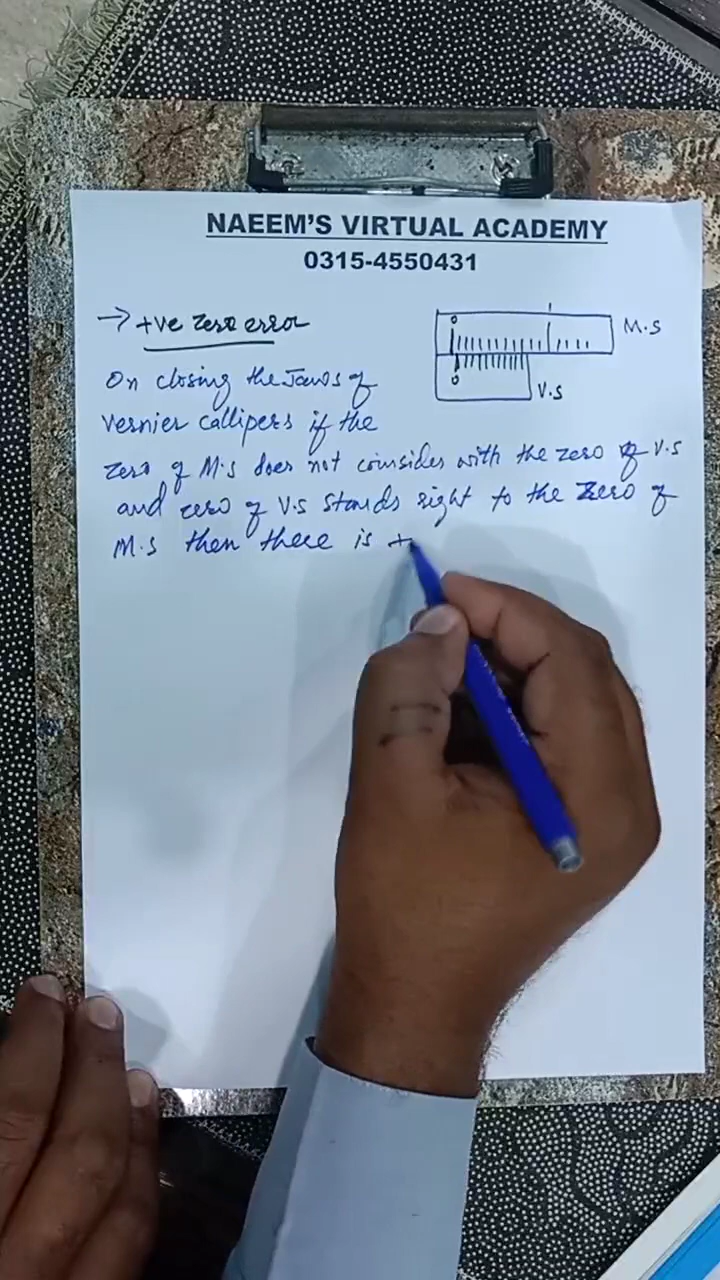 NAEEM'S VIRTUAL ACADEMY
0315-4550431
→ +ve zero error
0
M.S
0
V.S
On closing the Jaws of
Vernier callipers if the
zero of M.S does not coinsides with the zero of V.S
and zero of V.S stands right to the zero of
M.S then there is +